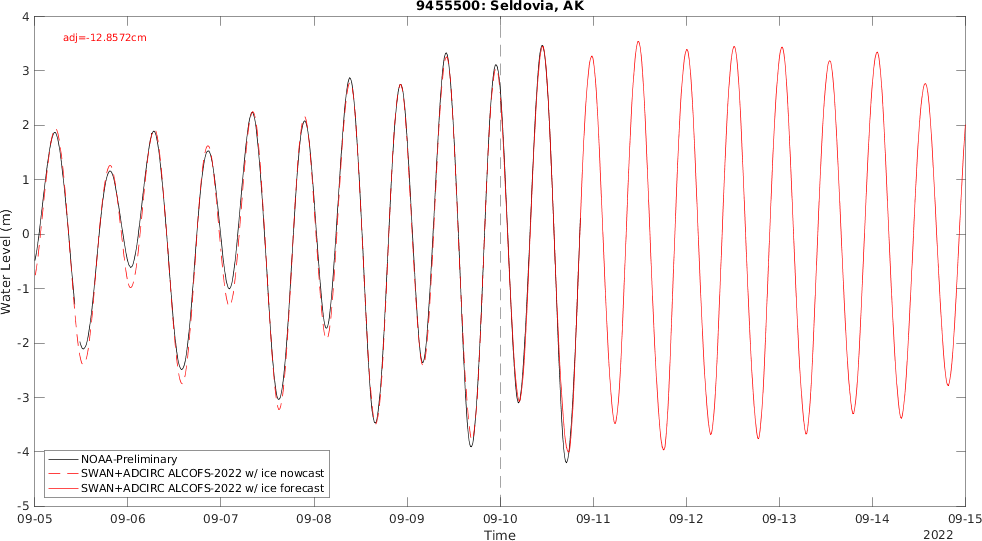 9455500: Seldovia, AK
adj=-12.8572cm
Water Level (m)
4
3
2
1
0
-1
-2
-3
-4
-5
NOAA-Preliminary
SWAN+ADCIRC ALCOFS-2022 w/ ice nowcast
SWAN+ADCIRC ALCOFS-2022 w/ ice forecast
09-05 09-06 09-07 09-08 09-09 09-10 09-11 09-12 09-13 09-14 09-15
Time
2022